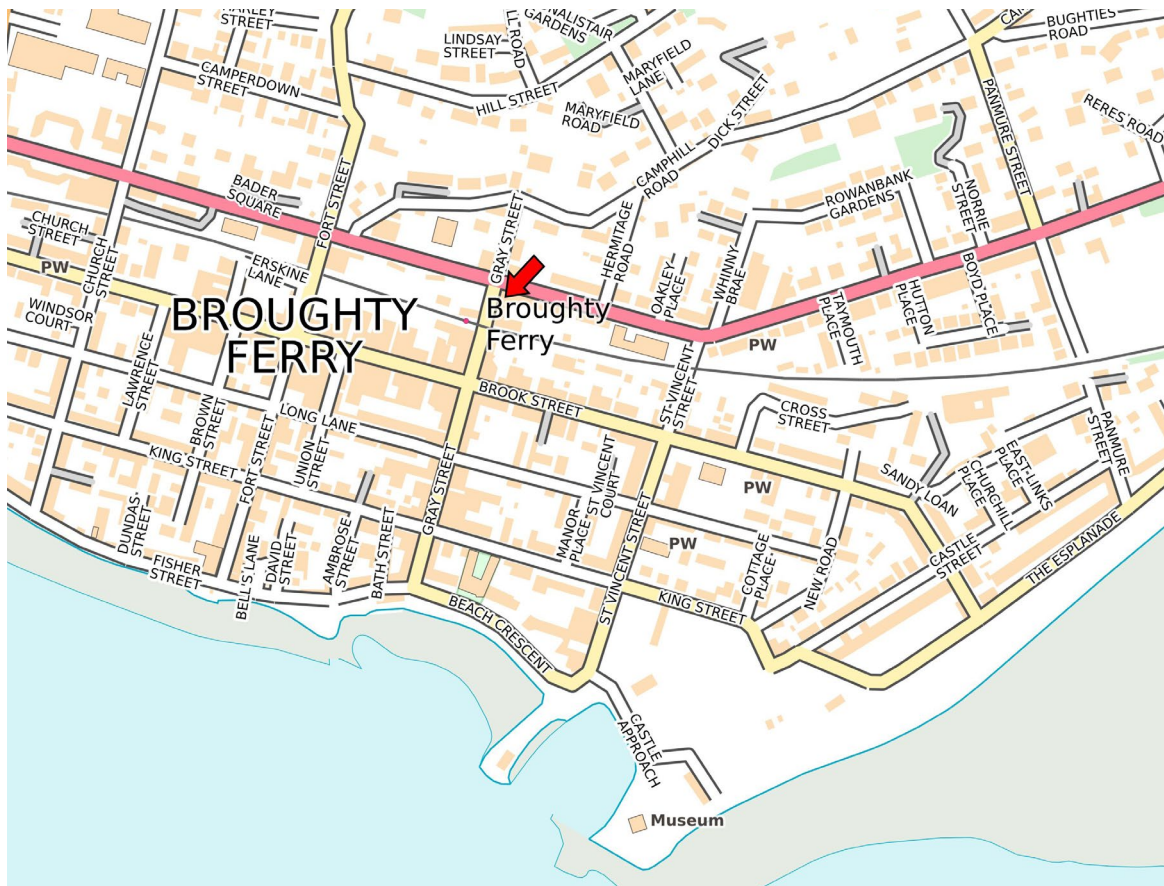 HARLEY
STREET
LINDSAY
STREET
HILL STREET
GARDENS
MARYFIELD
LANE
MARYFIELD
ROAD
BUGHTIES
ROAD
CAMPERDOWN
STREET
DICK STREET
PANMURE STREET
RERES ROAD
CAMPHILL
ROAD
FORT STREET
BADER
SQUARE
ROWANBANK
GARDENS
NORRIE
STREET
CHURCH
STREET
CHURCH
STREET
GRAY STREET
HERMITAGE
ROAD
ERSKINE
LANE
PW
OAKLEY
PLACE
WHINNY
BRAE
TAYMOUTH
PLACE
HUTTON
PLACE
BOYD PLACE
WINDSOR
COURT
BROUGHTY
FERRY
Broughty
Ferry
PW
LAWRENCE
STREET
BROWN
STREET
FORT STREET
UNION
STREET
LONG LANE
BROOK STREET
ST VINCENT
STREET
CROSS
STREET
KING STREET
GRAY STREET
ST VINCENT
COURT
PW
SANDY LOAN
EAST LINKS
PLACE
PANMURE
STREET
CHURCHILL
PLACE
DUNDAS
STREET
FISHER
STREET
BELL'S LANE
DAVID
STREET
AMBROSE
STREET
BATH STREET
MANOR
PLACE
PW
ST VINCENT STREET
COTTAGE
PLACE
NEW ROAD
CASTLE
STREET
THE ESPLANADE
BEACH CRESCENT
KING STREET
CASTLE
APPROACH
Museum